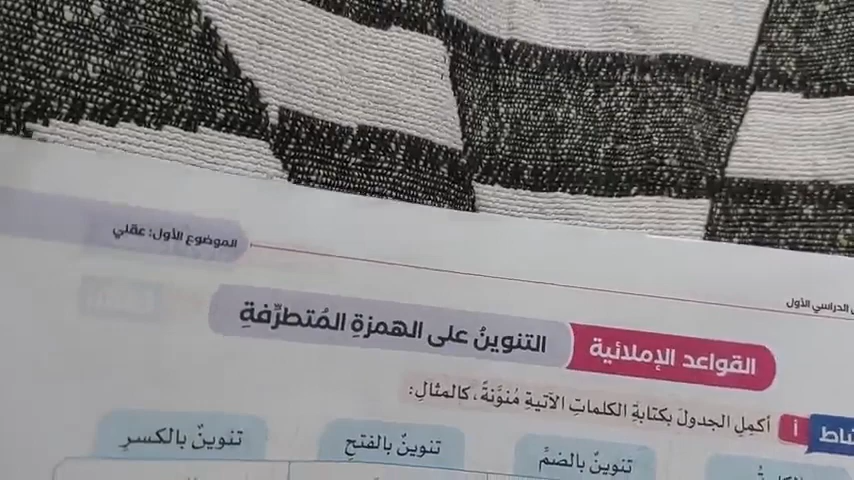 الموضوع الأول: عقلي
الدراسي الأول
القواعد الإملائية
التنوينُ على الهمزةِ المُتطرِّفةِ
أ
أكمِلِ الجدولَ بكتابةِ الكلماتِ الآتيةِ مُنوَّنةً، كالمثالِ:
تنوينٌ بالضمِّ
تنوينٌ بالفتحِ
تنوينٌ بالكسرِ